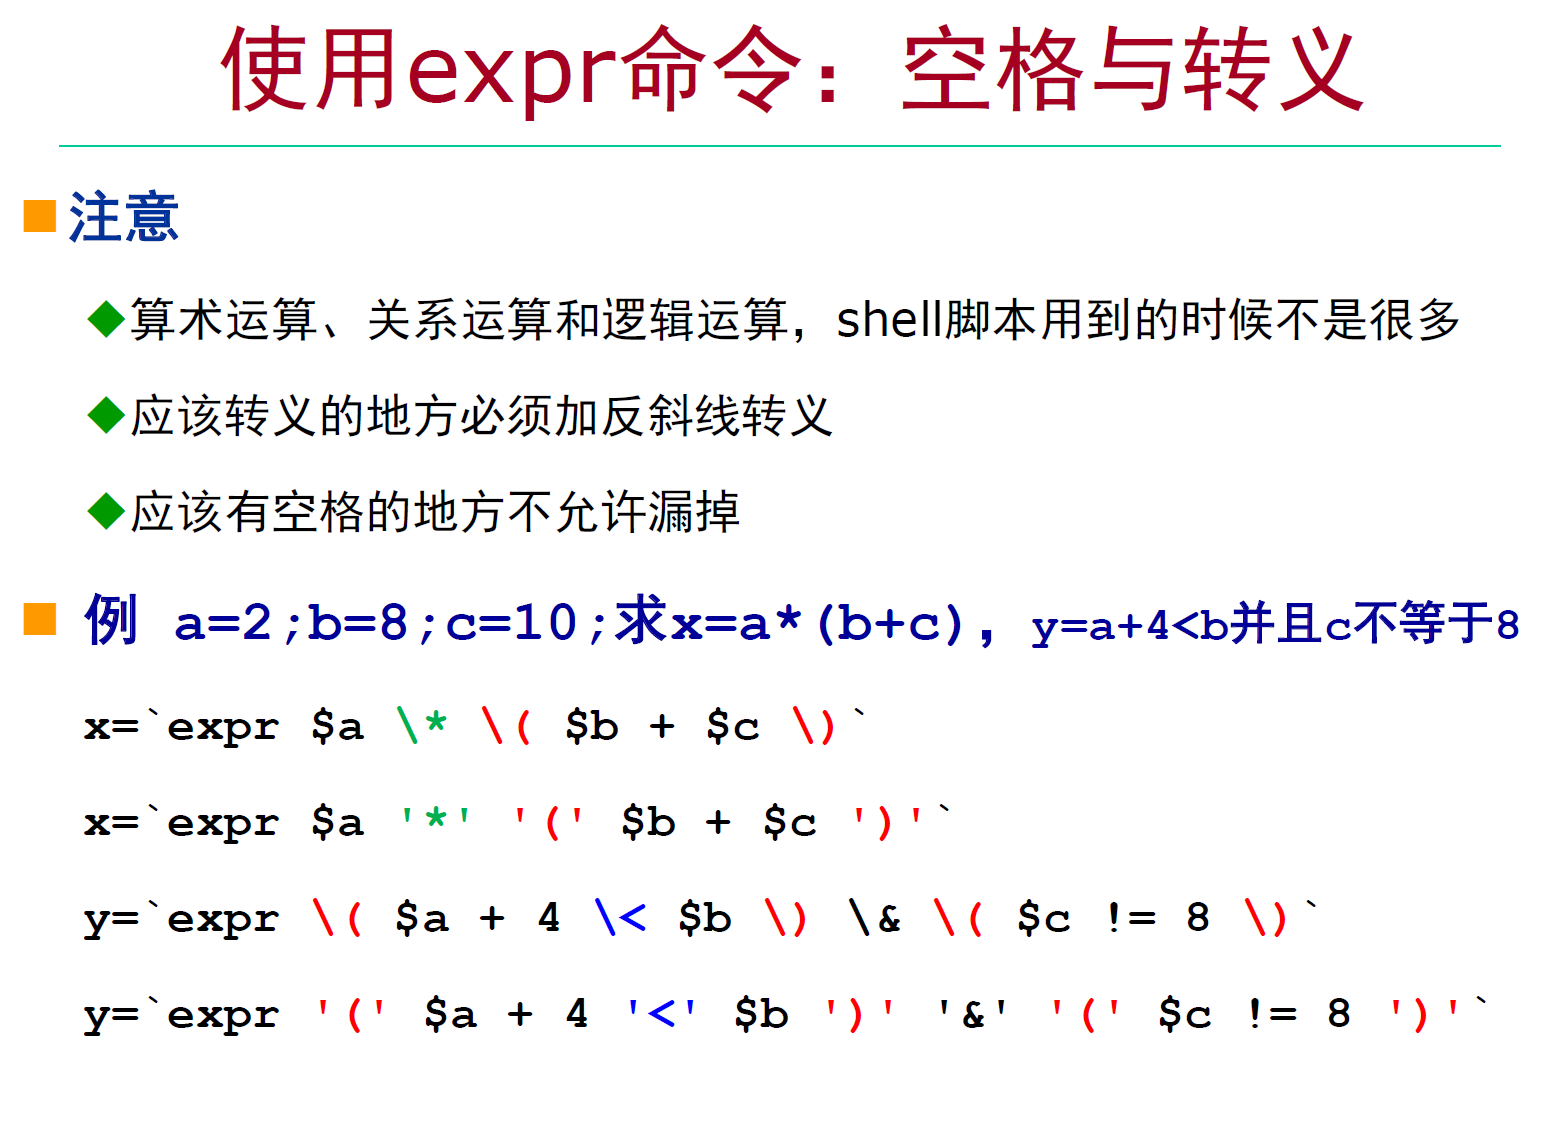 使用expr命令：空格与转义
注意
算术运算、关系运算和逻辑运算，shell脚本用到的时候不是很多
应该转义的地方必须加反斜线转义
应该有空格的地方不允许漏掉
例 a=2;b=8;c=10;求x=a*(b+c)，y=a+4<b并且c不等于8
x=`expr $a \* \( $b + $c \)`
x=`expr $a '*' '(' $b + $c ')'`
y=`expr \( $a + 4 \< $b \) \& \( $c != 8 \)`
y=`expr '(' $a + 4 '<' $b ')' '&' '(' $c != 8 ')'`